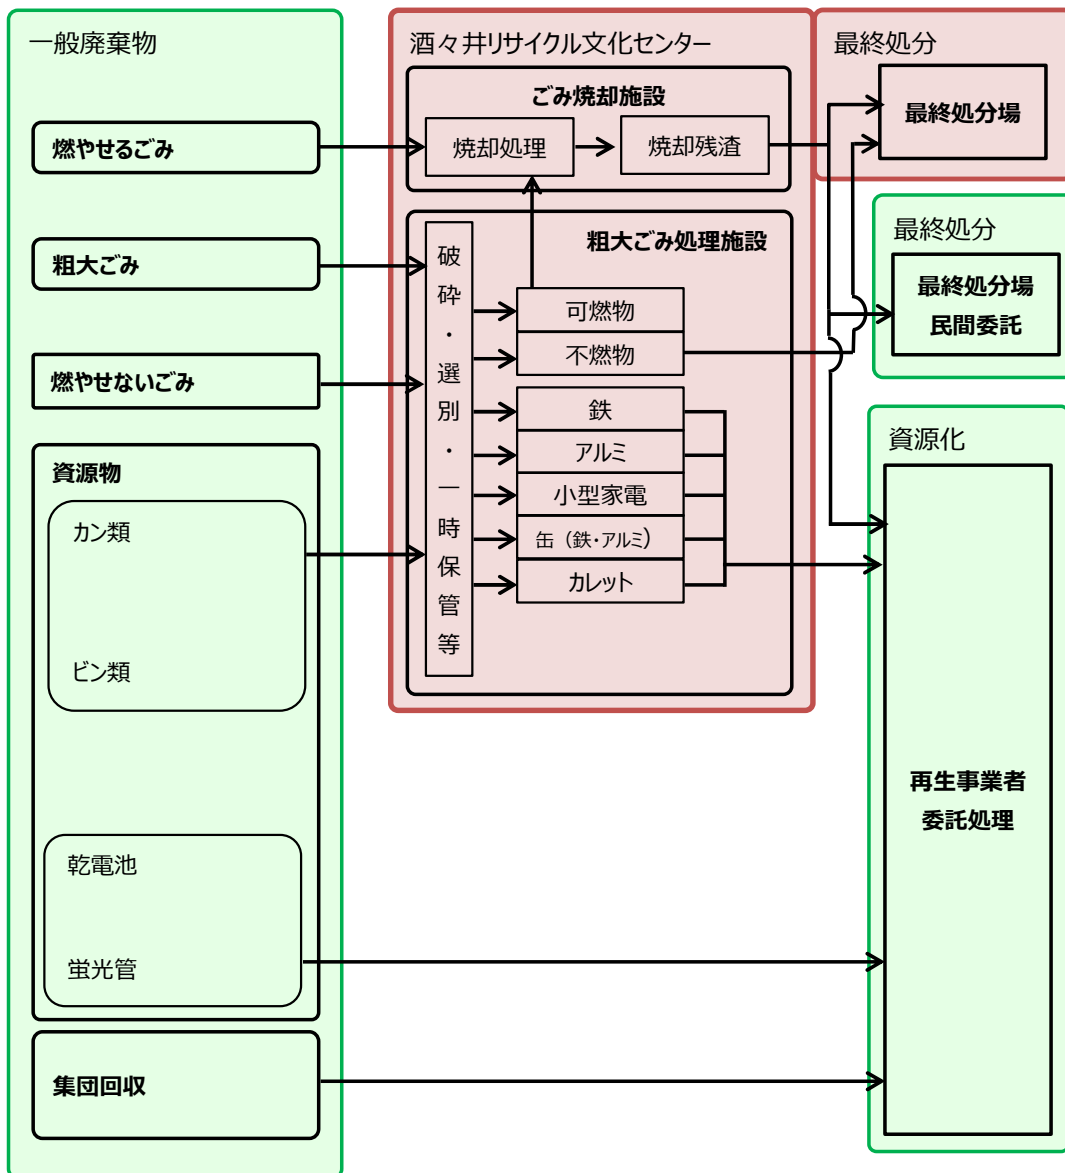 一般廃棄物
燃やせるごみ
粗大ごみ
燃やせないごみ
資源物
カン類
ビン類
乾電池
蛍光管
集団回収
酒々井リサイクル文化センター
ごみ焼却施設
焼却処理
焼却残渣
粗大ごみ処理施設
破砕・選別・一時保管等
可燃物
不燃物
鉄
アルミ
小型家電
缶（鉄・アルミ）
カレット
最終処分
最終処分場
最終処分
最終処分場
民間委託
資源化
再生事業者
委託処理